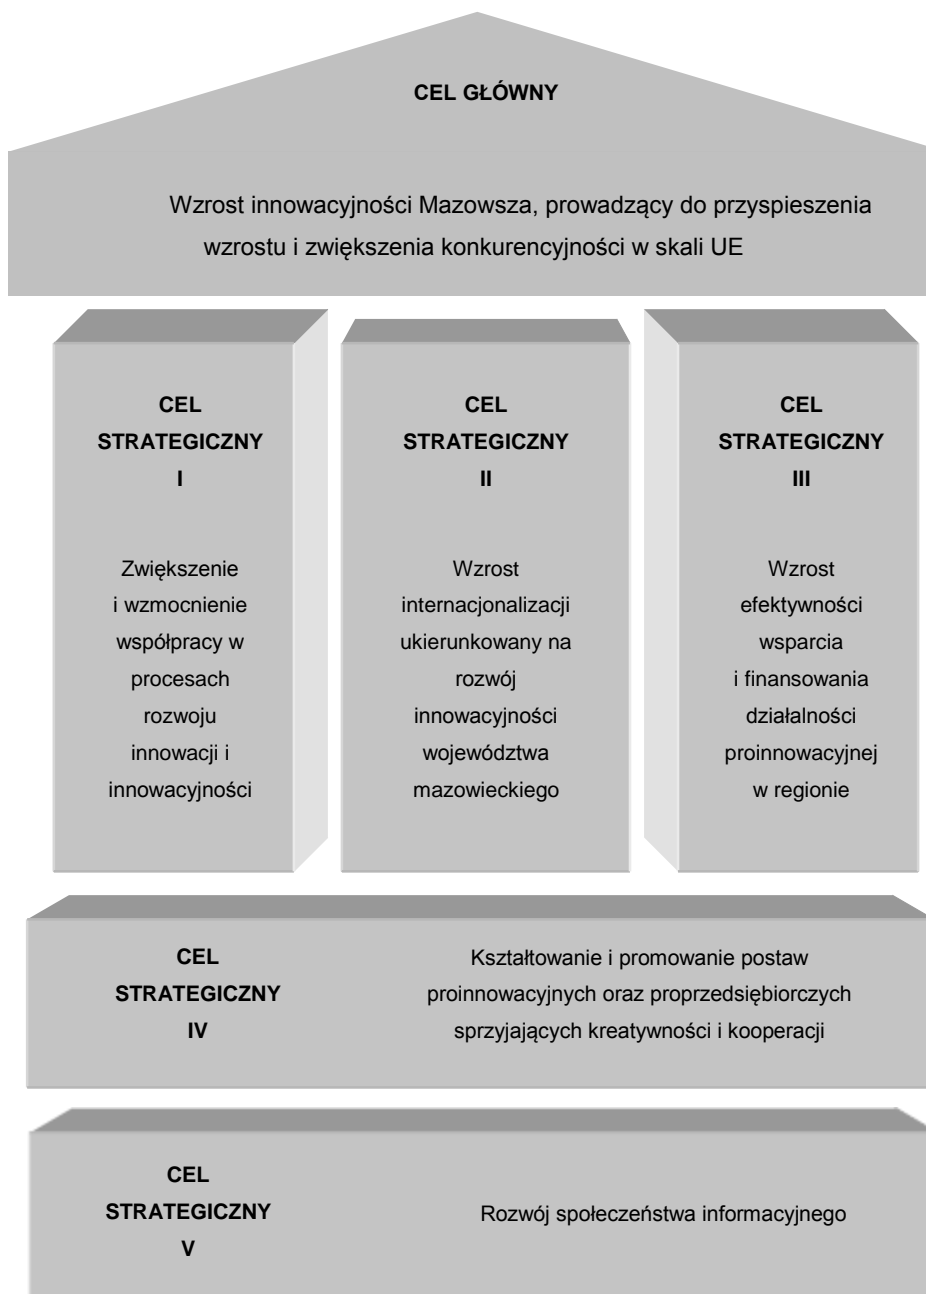 CEL GŁÓWNY
Wzrost innowacyjności Mazowsza, prowadzący do przyspieszenia
wzrostu i zwiększenia konkurencyjności w skali UE
CEL
STRATEGICZNY
I
Zwiększenie
i wzmocnienie
współpracy w
procesach
rozwoju
innowacji i
innowacyjności
CEL
STRATEGICZNY
II
Wzrost
internacjonalizacji
ukierunkowany na
rozwój
innowacyjności
województwa
mazowieckiego
CEL
STRATEGICZNY
III
Wzrost
efektywności
wsparcia
i finansowania
działalności
proinnowacyjnej
w regionie
CEL
STRATEGICZNY
IV
Kształtowanie i promowanie postaw
proinnowacyjnych oraz proprzedsiębiorczych
sprzyjających kreatywności i kooperacji
CEL
STRATEGICZNY
V
Rozwój społeczeństwa informacyjnego